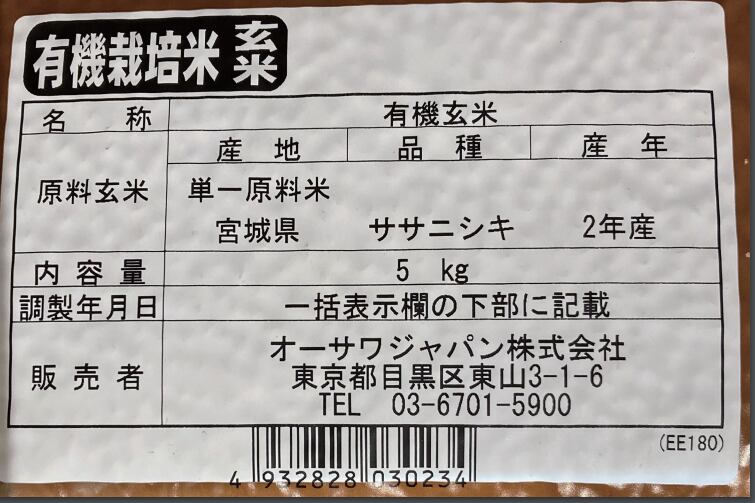 有機栽培米 玄米
名 称 有機玄米
原料玄米 産 地 品 種 産 年
単一原料米
宮城県 ササニシキ 2年産
内 容 量 5 kg
調製年月日 一括表示欄の下部に記載
販 売 者 オーサワジャパン株式会社
東京都目黒区東山3-1-6
TEL 03-6701-5900
(EE180)
4 932828 030234